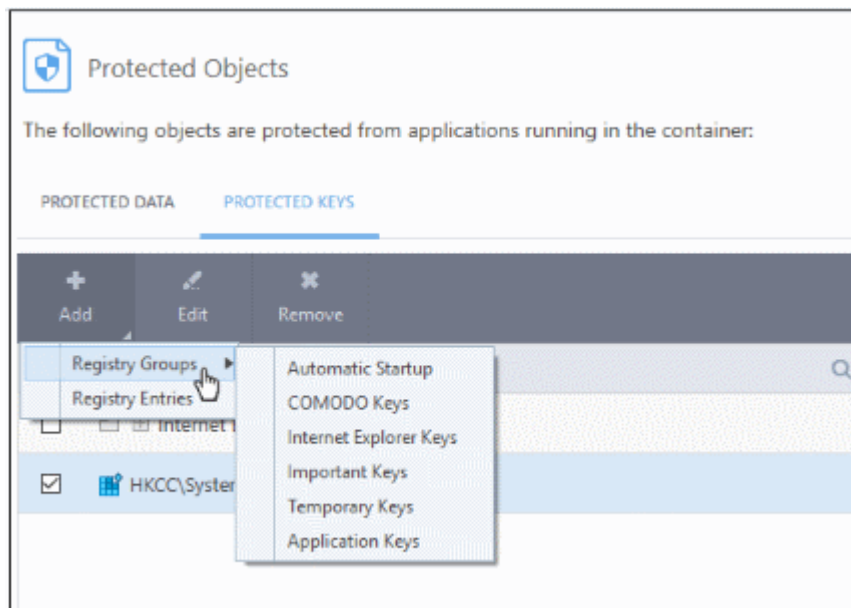 Protected Objects
The following objects are protected from applications running in the container:
PROTECTED DATA
PROTECTED KEYS
Add
Edit
Remove
Registry Groups
Registry Entries
Automatic Startup
COMODO Keys
Internet Explorer Keys
Important Keys
Temporary Keys
Application Keys
Internet
HKCC\System